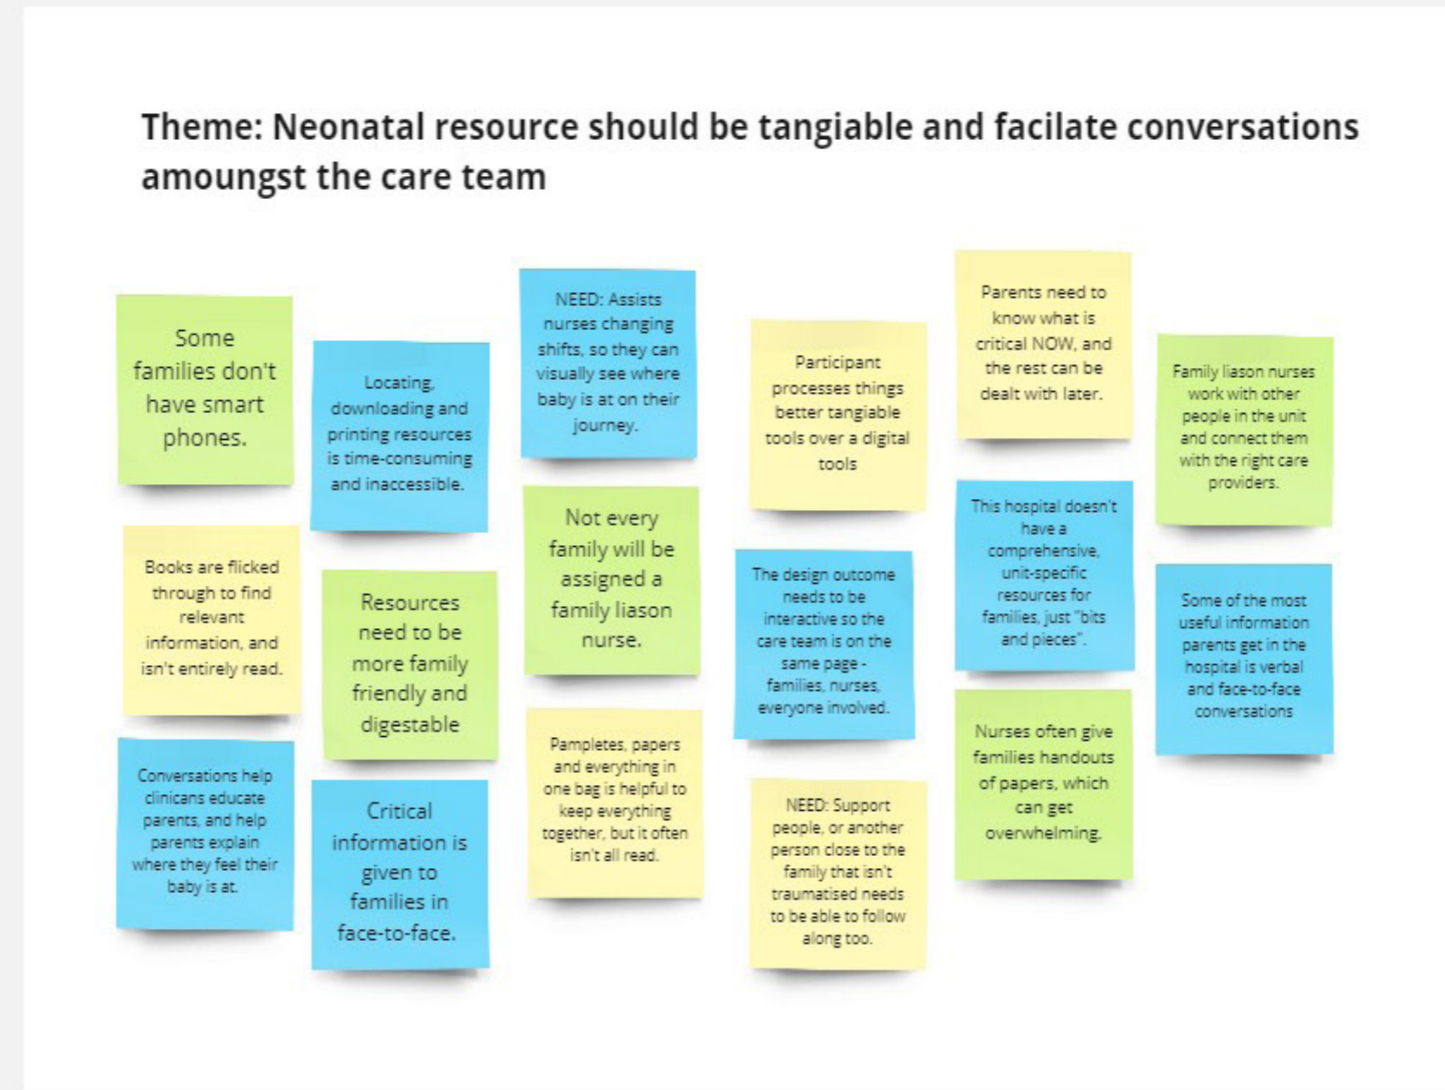 Theme: Neonatal resource should be tangiable and facilate conversations
amoungst the care team
Some
families don't
have smart
phones.
Books are flicked
through to find
relevant
information, and
isn't entirely read.
Conversations help
clinicans educate
parents, and help
parents explain
where they feel their
baby is at.
Locating,
downloading and
printing resources
is time-consuming
and inaccessible.
Resources
need to be
more family
friendly and
digestable
Critical
information is
given to
families in
face-to-face.
NEED: Assists
nurses changing
shifts, so they can
visually see where
baby is at on their
journey.
Not every
family will be
assigned a
family liason
nurse.
Pampletes, papers
and everything in
one bag is helpful to
keep everything
together, but it often
isn't all read.
Participant
processes things
better tangiable
tools over a digital
tools
The design outcome
needs to be
interactive so the
care team is on the
same page -
families, nurses,
everyone involved.
NEED: Support
people, or another
person close to the
family that isn't
traumatised needs
to be able to follow
along too.
Parents need to
know what is
critical NOW, and
the rest can be
dealt with later.
This hospital doesn't
have a
comprehensive,
unit-specific
resources for
families, just "bits
and pieces".
Nurses often give
families handouts
of papers, which
can get
overwhelming.
Family liason nurses
work with other
people in the unit
and connect them
with the right care
providers.
Some of the most
useful information
parents get in the
hospital is verbal
and face-to-face
conversations